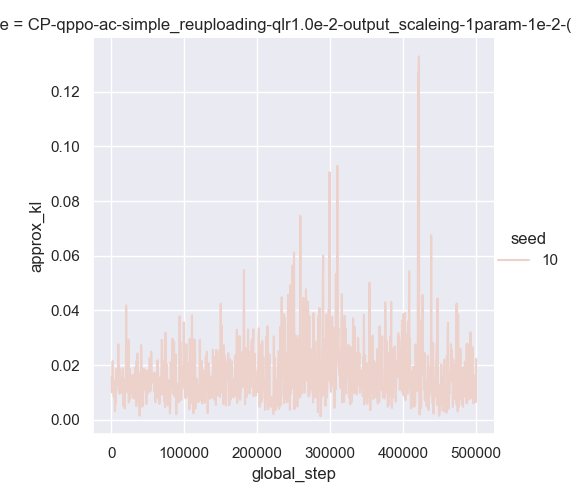 e = CP-qppo-ac-simple_reuploading-qlr1.0e-2-output_scaleing-1param-1e-2-(
0.12
0.10
0.08
0.06
0.04
0.02
0.00
approx_kl
0 100000 200000 300000 400000 500000
global_step
seed
10